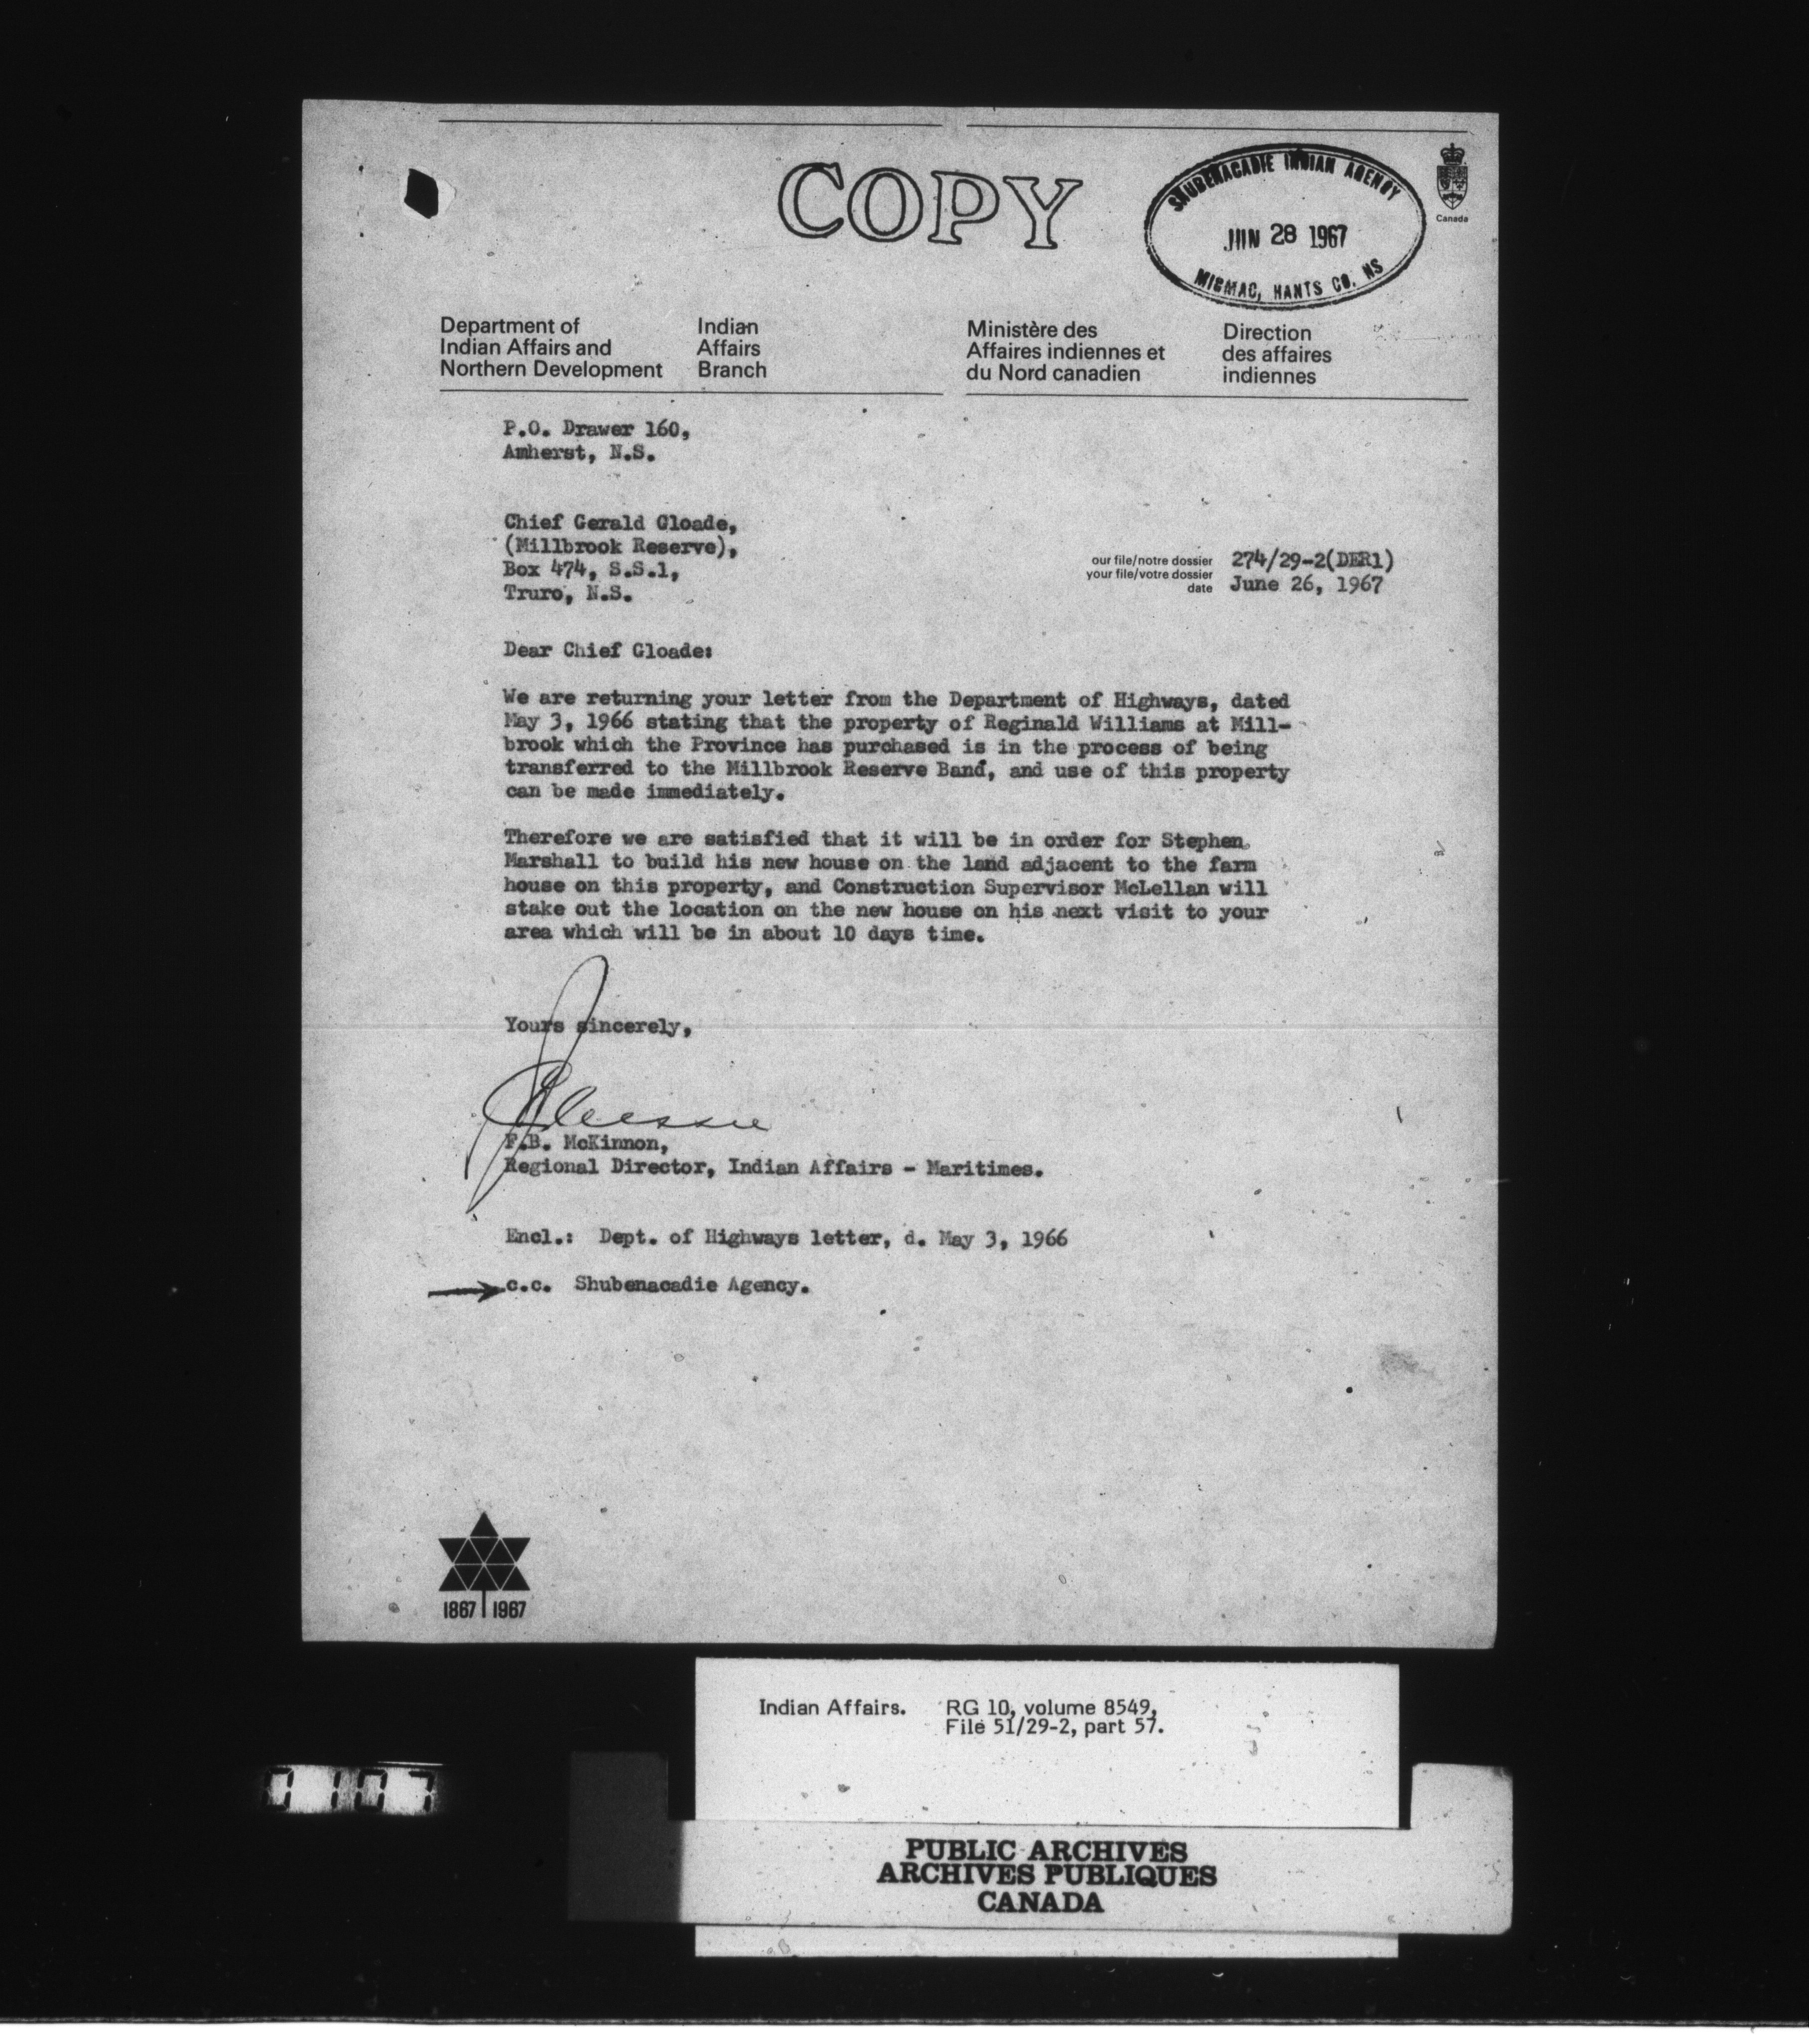 COPY
SHUBENACADIE INDIAN AGENCY
JUN 28 1967
MICMAC, HANTS CO. NS
Canada
Department of
Indian Affairs and
Northern Development
Indian
Affairs
Branch
Ministère des
Affaires indiennes et
du Nord canadien
Direction
des affaires
indiennes
P.O. Drawer 160,
Amherst, N.S.
Chief Gerald Gloade,
(Millbrook Reserve),
Box 474, S.S.1,
Truro, N.S.
our file/notre dossier 274/29-2(DER1)
your file/votre dossier
date June 26, 1967
Dear Chief Gloade:
We are returning your letter from the Department of Highways, dated
May 3, 1966 stating that the property of Reginald Williams at Mill-
brook which the Province has purchased is in the process of being
transferred to the Millbrook Reserve Band, and use of this property
can be made immediately.
Therefore we are satisfied that it will be in order for Stephen
Marshall to build his new house on the land adjacent to the farm
house on this property, and Construction Supervisor McLellan will
stake out the location on the new house on his next visit to your
area which will be in about 10 days time.
Yours sincerely,
F.B. McKinnon,
Regional Director, Indian Affairs - Maritimes.
Encl.: Dept. of Highways letter, d. May 3, 1966
c.c. Shubenacadie Agency.
1867 1967
Indian Affairs. RG 10, volume 8549,
File 51/29-2, part 57.
0107
PUBLIC ARCHIVES
ARCHIVES PUBLIQUES
CANADA